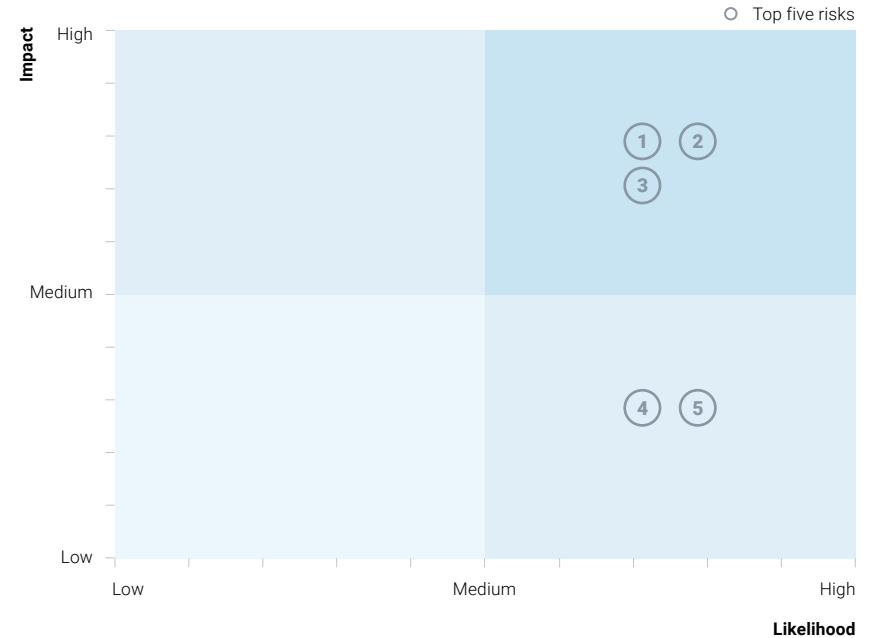 Top five risks
Impact
High
1 2
3
Medium
4 5
Low
Low Medium High
Likelihood